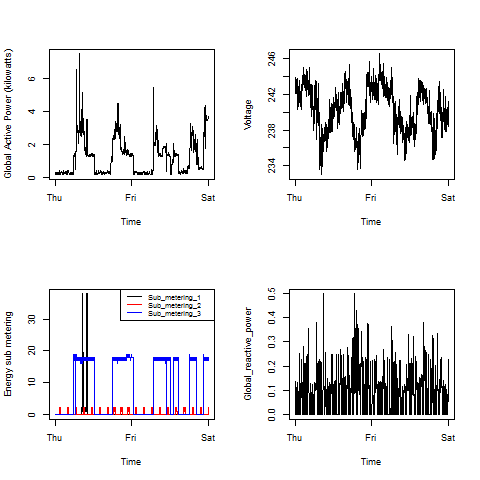 Global Active Power (kilowatts)
0 2 4 6
Thu Fri Sat
Time
Voltage
234 238 242 246
Thu Fri Sat
Time
Energy sub metering
0 10 20 30
Sub_metering_1
Sub_metering_2
Sub_metering_3
Thu Fri Sat
Time
Global_reactive_power
0.0 0.1 0.2 0.3 0.4 0.5
Thu Fri Sat
Time